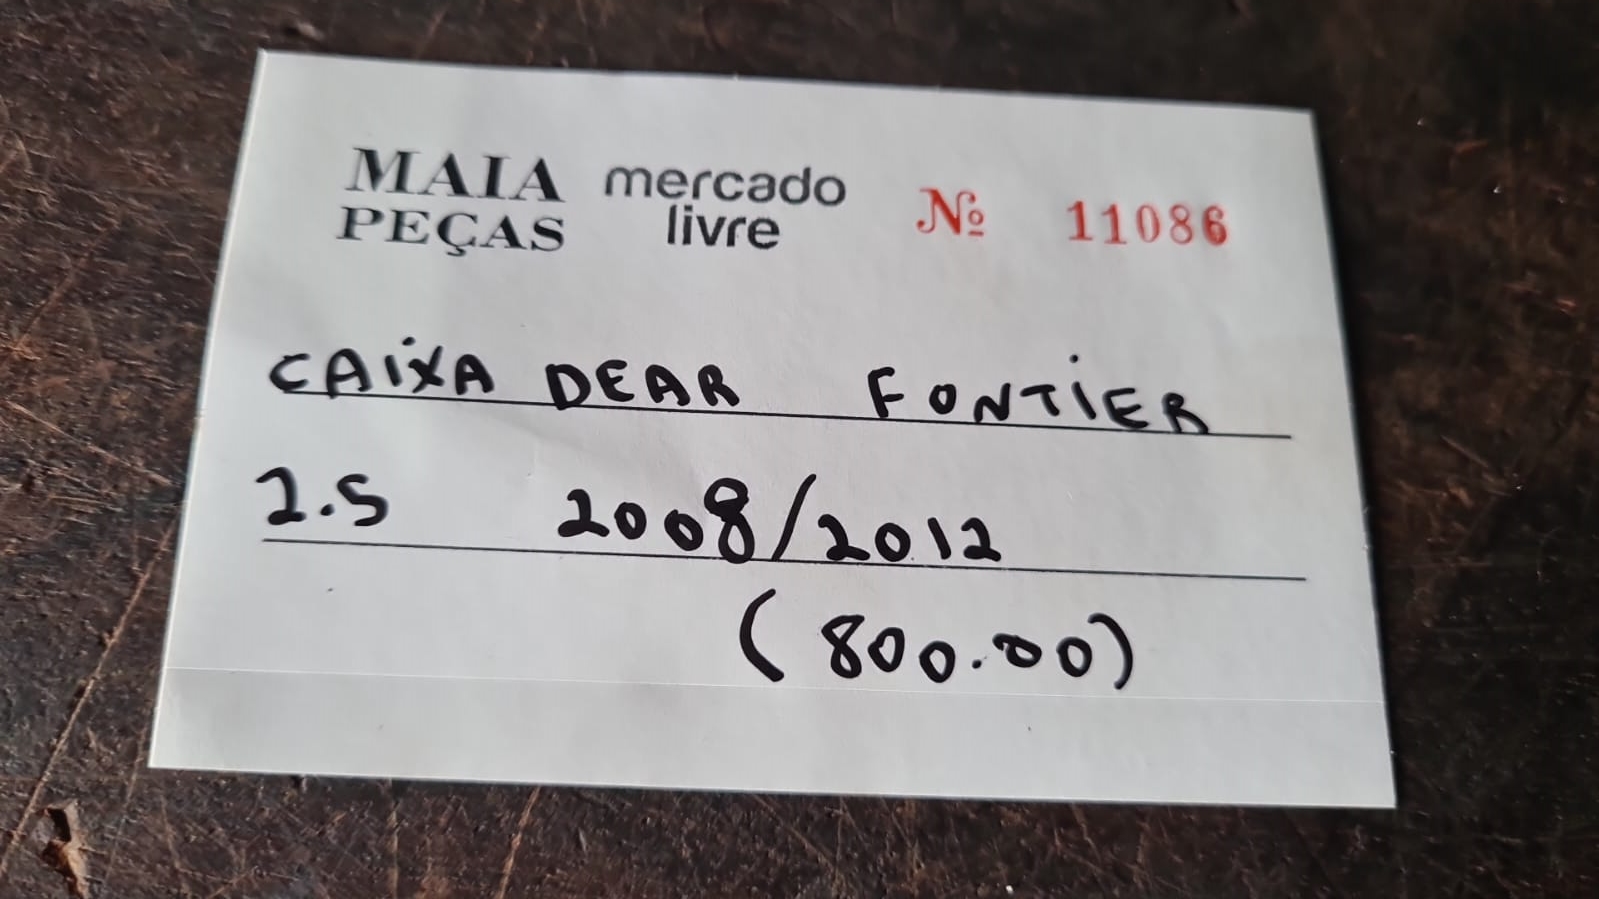 MAIA PEÇAS
mercado livre
Nº 11086
CAIXA DEAR FONTIER
2.5 2008/2012
(800.00)